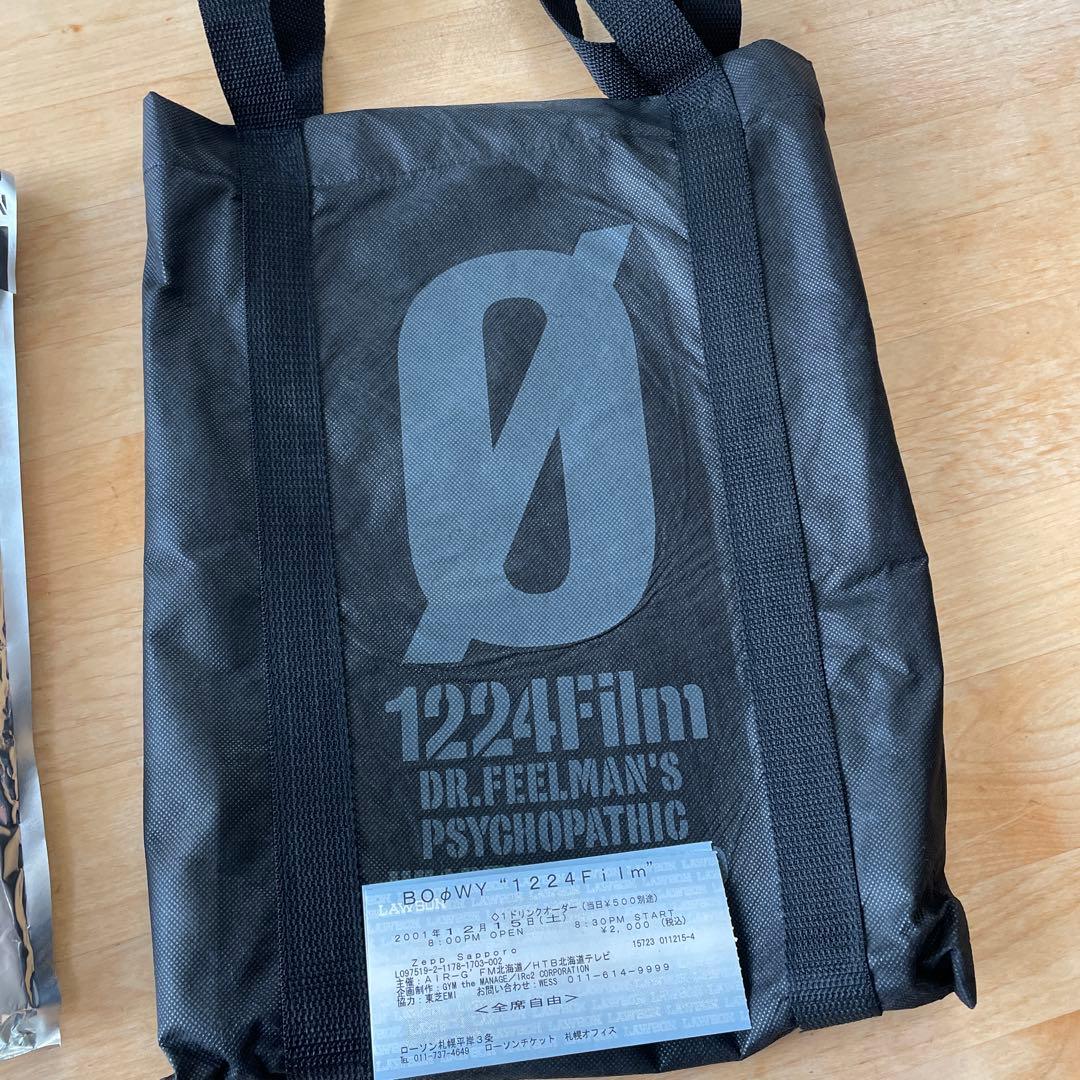 Ø
1224Film
DR.FEELMAN'S
PSYCHOPATHIC
BOφWY “1224Film”
LAWSON
◇1ドリンクオーダー(当日¥500別途)
2001年12月15日(土)
8:00PM OPEN 8:30PM START
¥2,000 (税込)
Zepp Sapporo
15723 011215-4
L097519-2-1178-1703-002
主催:AIR-G' FM北海道/HTB北海道テレビ
企画制作:GYM the MANAGE/IRc2 CORPORATION
協力:東芝EMI お問い合わせ:WESS 011-614-9999
<全席自由>
ローソン札幌平岸3条
℡ 011-737-4649 ローソンチケット 札幌オフィス